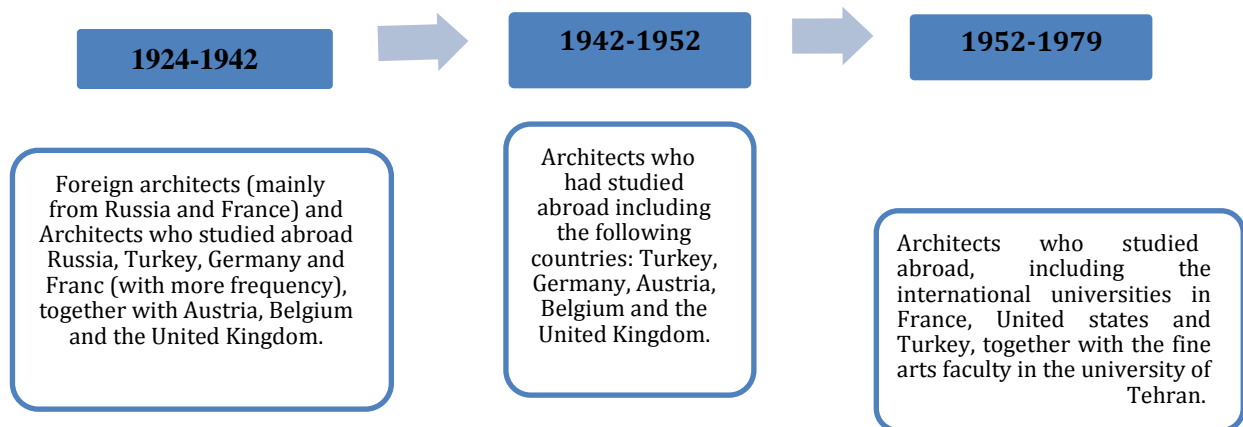 1924-1942
1942-1952
1952-1979
Foreign architects (mainly
from Russia and France) and
Architects who studied abroad
Russia, Turkey, Germany and
Franc (with more frequency),
together with Austria, Belgium
and the United Kingdom.
Architects who
had studied
abroad including
the following
countries: Turkey,
Germany, Austria,
Belgium and the
United Kingdom.
Architects who studied
abroad, including the
international universities in
France, United states and
Turkey, together with the fine
arts faculty in the university of
Tehran.